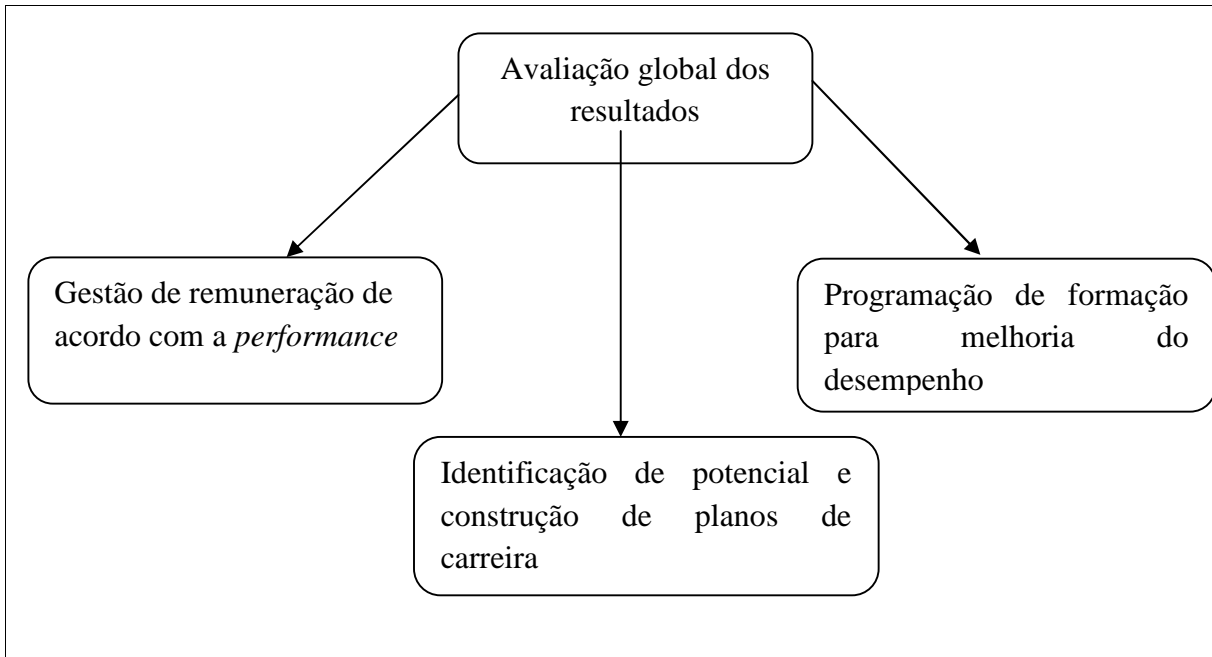 Avaliação global dos
resultados
Gestão de remuneração de
acordo com a performance
Programação de formação
para melhoria do
desempenho
Identificação de potencial e
construção de planos de
carreira